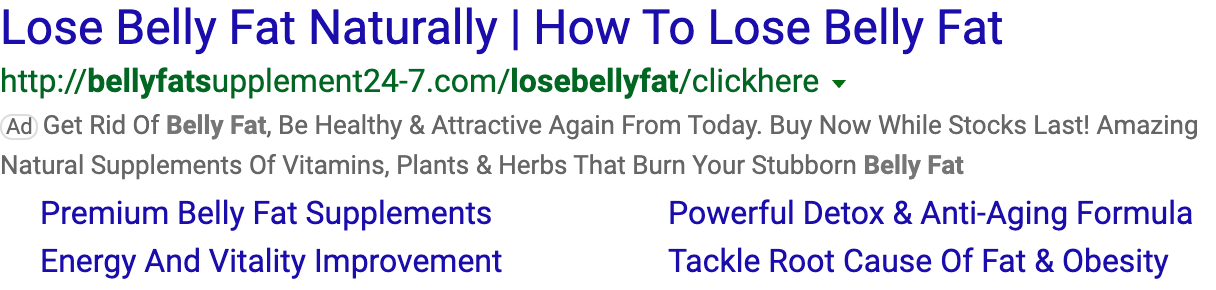 Lose Belly Fat Naturally | How To Lose Belly Fat
http://bellyfatsupplement24-7.com/losebellyfat/clickhere
Ad Get Rid Of Belly Fat, Be Healthy & Attractive Again From Today. Buy Now While Stocks Last! Amazing
Natural Supplements Of Vitamins, Plants & Herbs That Burn Your Stubborn Belly Fat
Premium Belly Fat Supplements
Powerful Detox & Anti-Aging Formula
Energy And Vitality Improvement
Tackle Root Cause Of Fat & Obesity